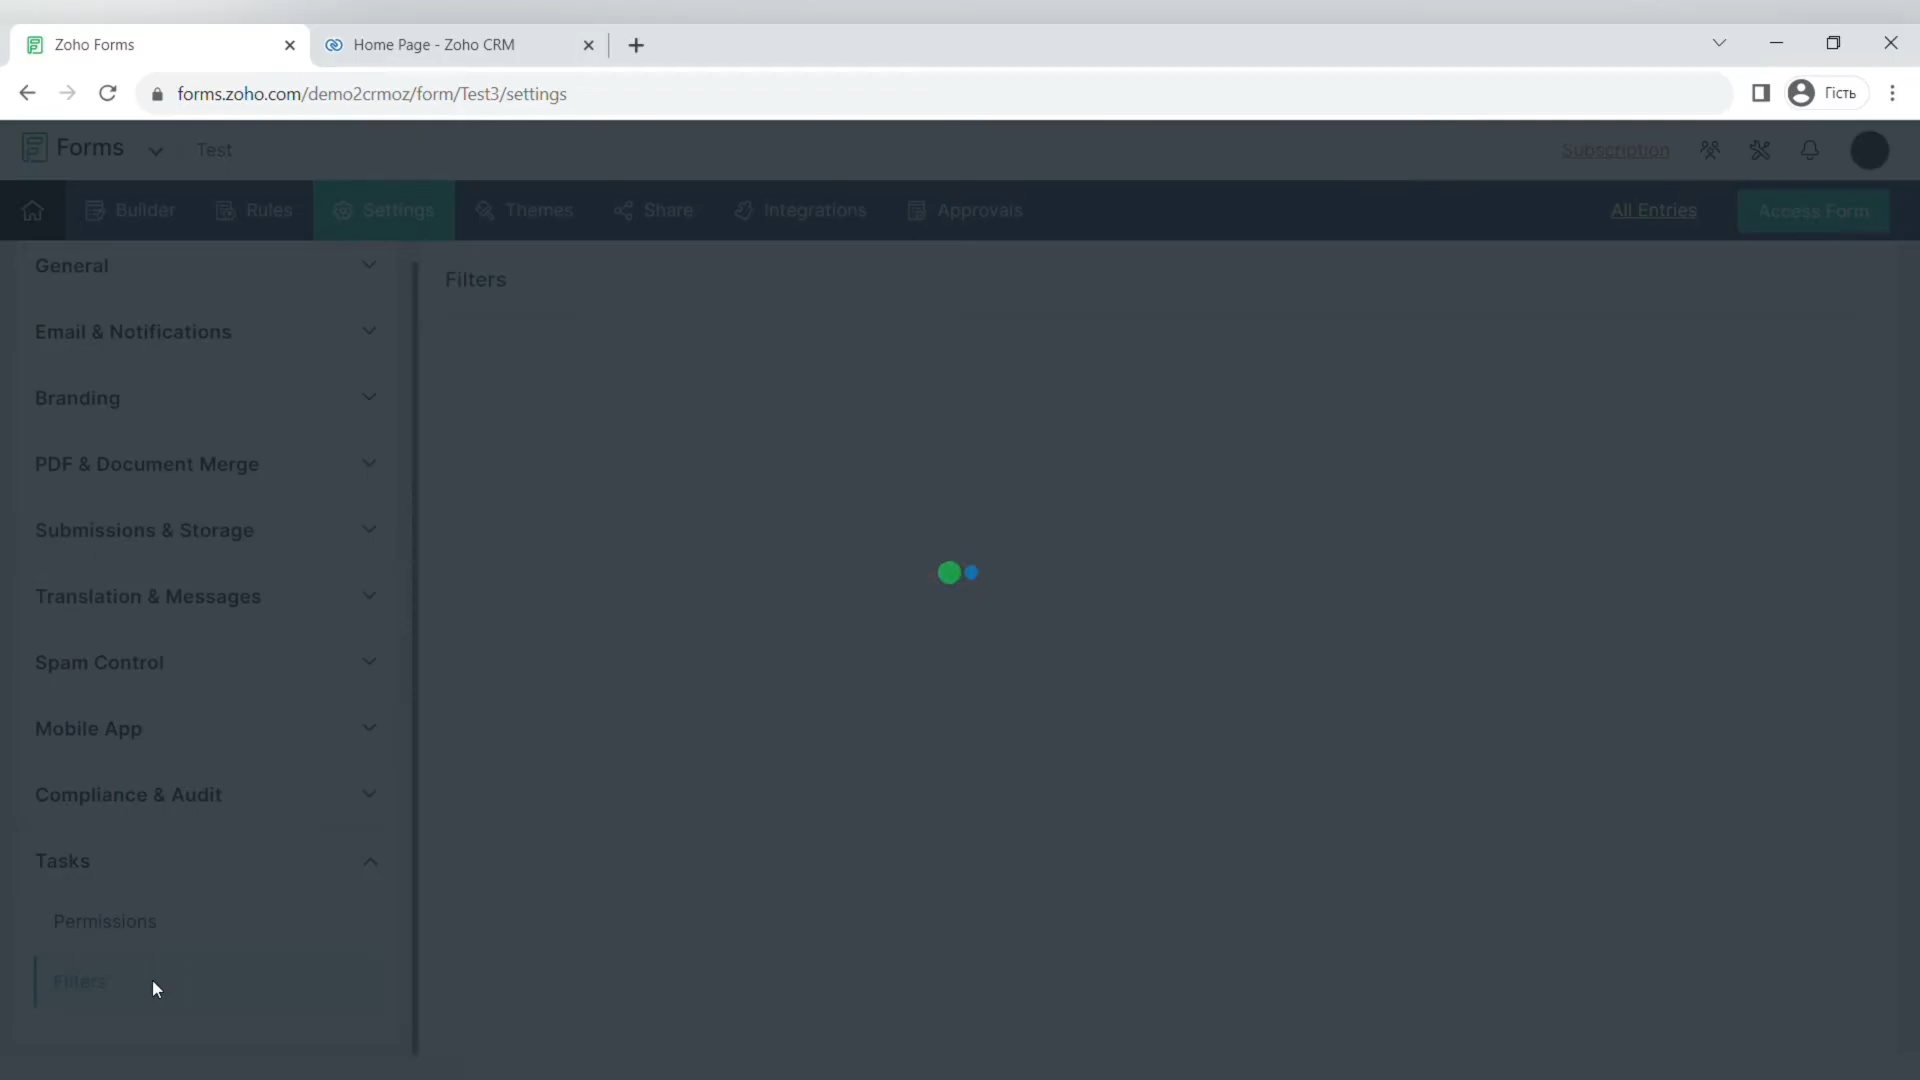 Zoho Forms
Home Page - Zoho CRM
forms.zoho.com/demo2crmoz/form/Test3/settings
Гість
Forms
Test
Subscription
Builder
Rules
Settings
Themes
Share
Integrations
Approvals
All Entries
Access Form
General
Filters
Email & Notifications
Branding
PDF & Document Merge
Submissions & Storage
Translation & Messages
Spam Control
Mobile App
Compliance & Audit
Tasks
Permissions
Filters